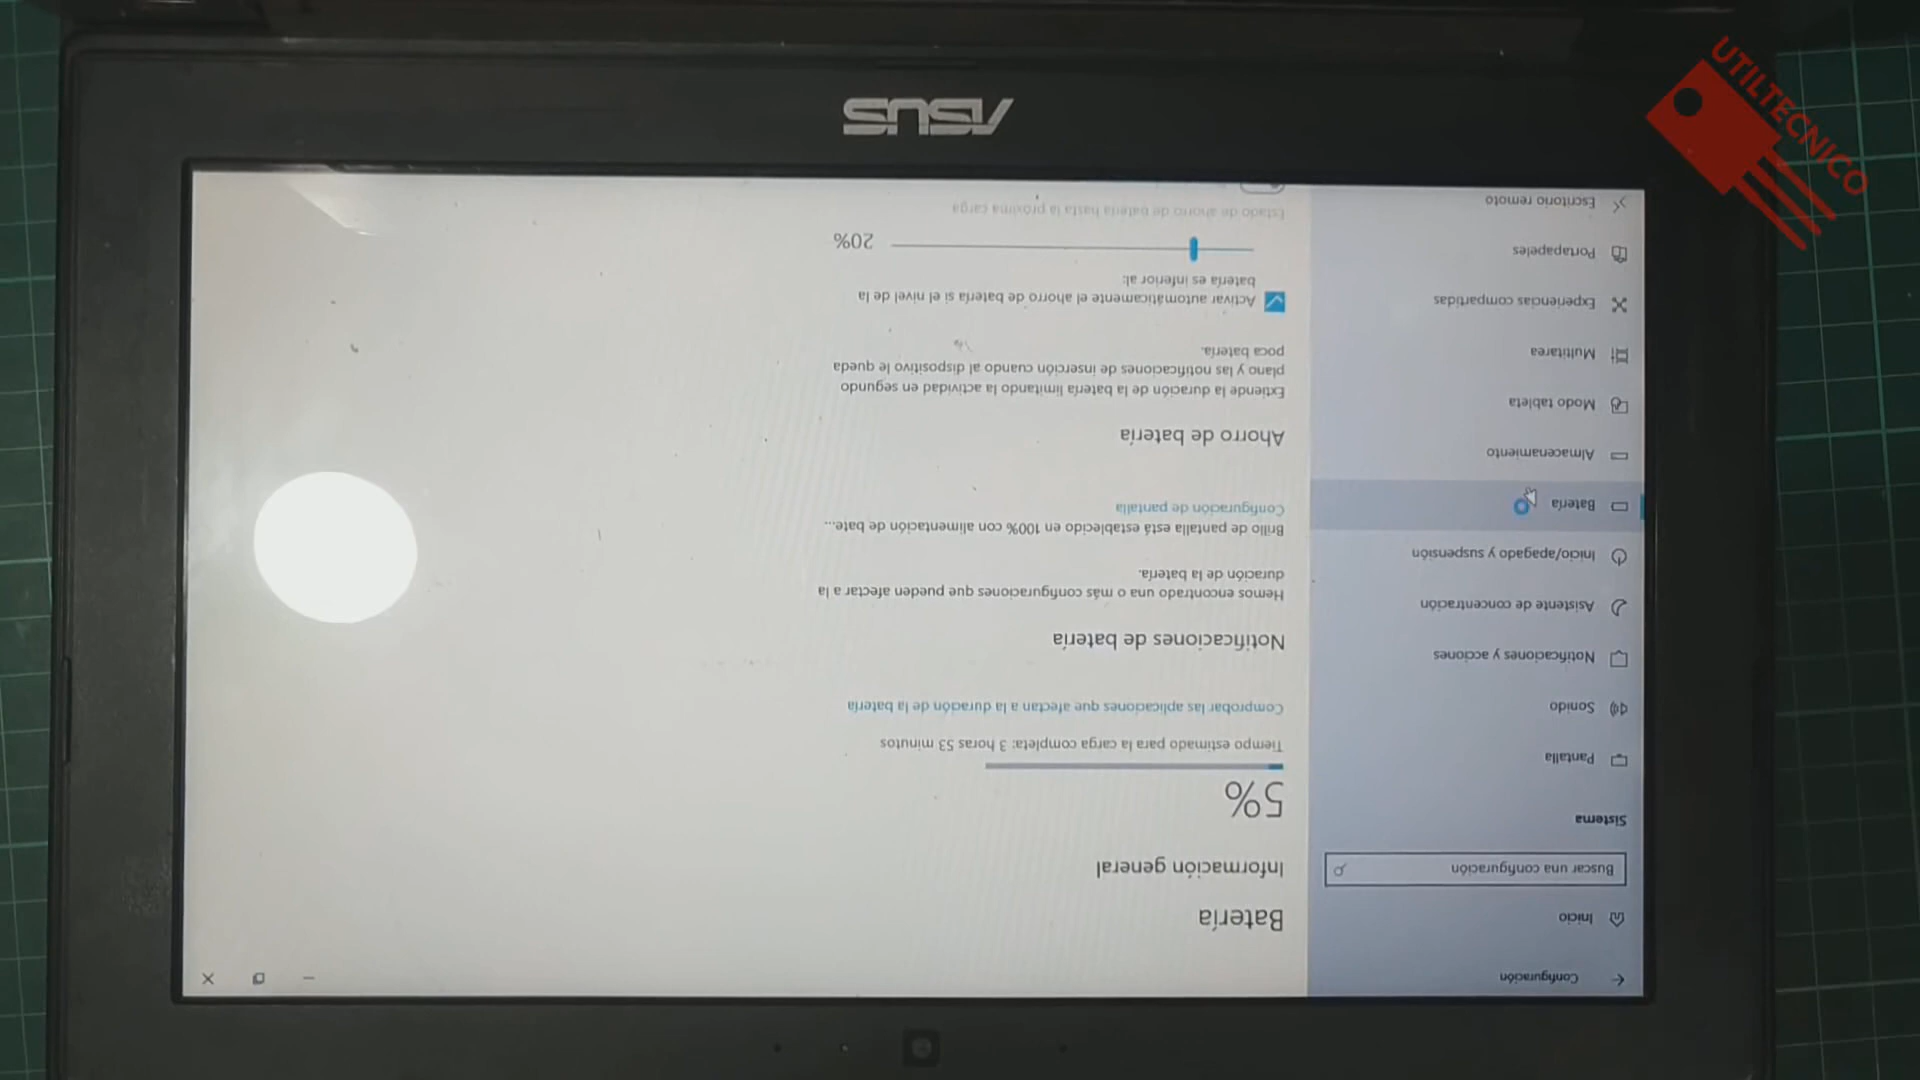 ← Configuración
Inicio
Buscar una configuración
Sistema
Pantalla
Sonido
Notificaciones y acciones
Asistente de concentración
Inicio/apagado y suspensión
Batería
Almacenamiento
Modo tableta
Multitarea
Experiencias compartidas
Portapapeles
Escritorio remoto
Batería
Información general
5%
Tiempo estimado para la carga completa: 3 horas 53 minutos
Comprobar las aplicaciones que afectan a la duración de la batería
Notificaciones de batería
Hemos encontrado una o más configuraciones que pueden afectar a la
duración de la batería.
Brillo de pantalla está establecido en 100% con alimentación de bate...
Configuración de pantalla
Ahorro de batería
Extiende la duración de la batería limitando la actividad en segundo
plano y las notificaciones de inserción cuando al dispositivo le queda
poca batería.
Activar automáticamente el ahorro de batería si el nivel de la
batería es inferior al:
20%
Estado de ahorro de batería hasta la próxima carga
ASUS
UTILTECNICO